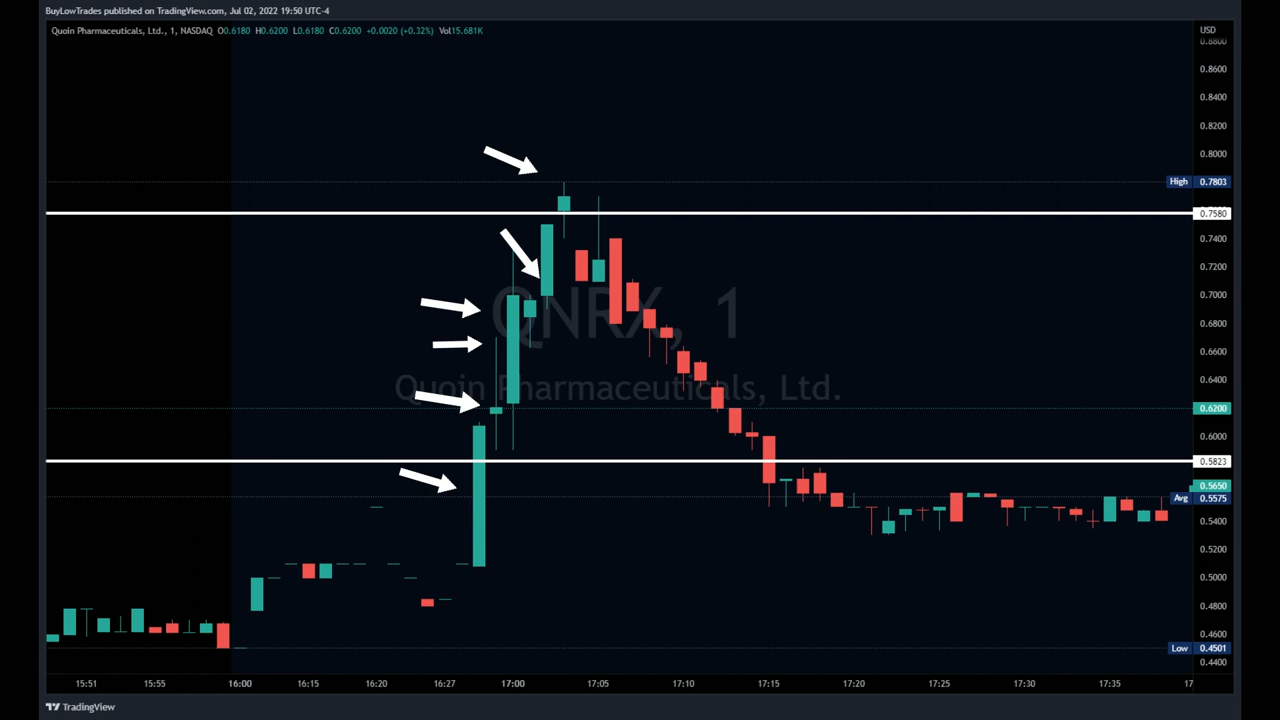 BuyLowTrades published on TradingView.com, Jul 02, 2022 19:50 UTC-4
Quoin Pharmaceuticals, Ltd., 1, NASDAQ O0.6180 H0.6200 L0.6180 C0.6200 +0.0020 (+0.32%) Vol15.681K
USD
0.8800
0.8600
0.8400
0.8200
0.8000
High 0.7803
0.7580
0.7400
0.7200
0.7000
QNRX, 1
0.6800
0.6600
0.6400
Quoin Pharmaceuticals, Ltd.
0.6200
0.6000
0.5823
0.5650
Avg 0.5575
0.5400
0.5200
0.5000
0.4800
0.4600
Low 0.4501
0.4400
15:51 15:55 16:00 16:15 16:20 16:27 17:00 17:05 17:10 17:15 17:20 17:25 17:30 17:35 17
TradingView